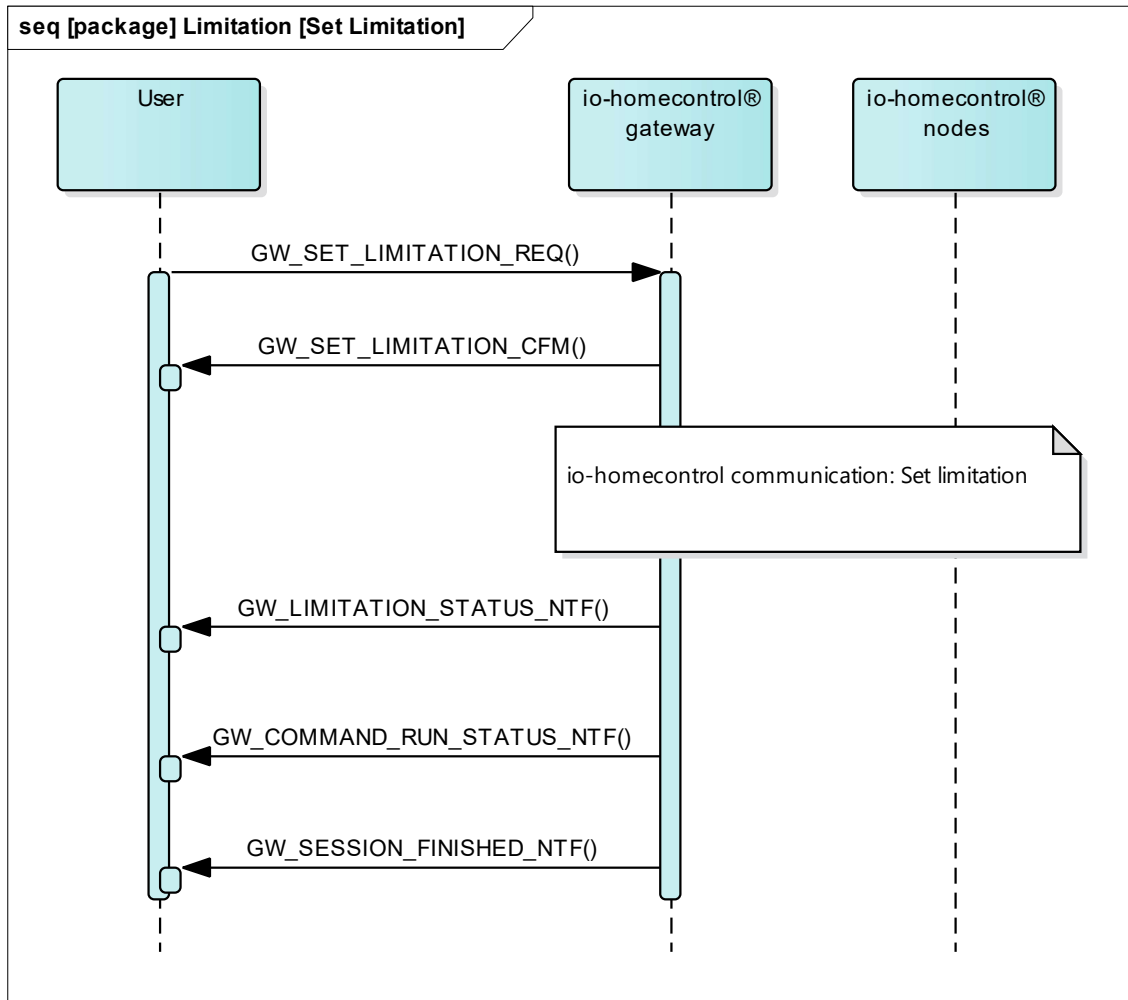 seq [package] Limitation [Set Limitation]
User
io-homecontrol®
gateway
io-homecontrol®
nodes
GW_SET_LIMITATION_REQ()
GW_SET_LIMITATION_CFM()
io-homecontrol communication: Set limitation
GW_LIMITATION_STATUS_NTF()
GW_COMMAND_RUN_STATUS_NTF()
GW_SESSION_FINISHED_NTF()